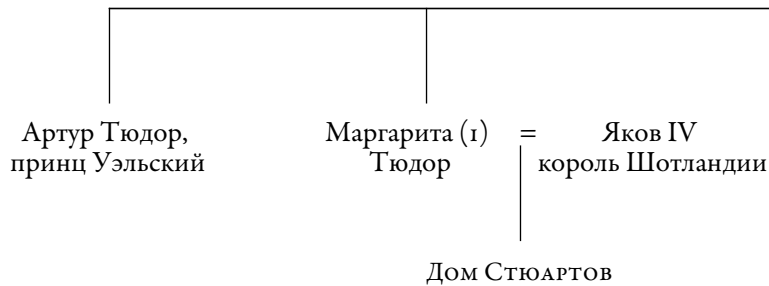 Артур Тюдор,
принц Уэльский
Маргарита (1) = Яков IV
Тюдор
король Шотландии
Дом Стюартов